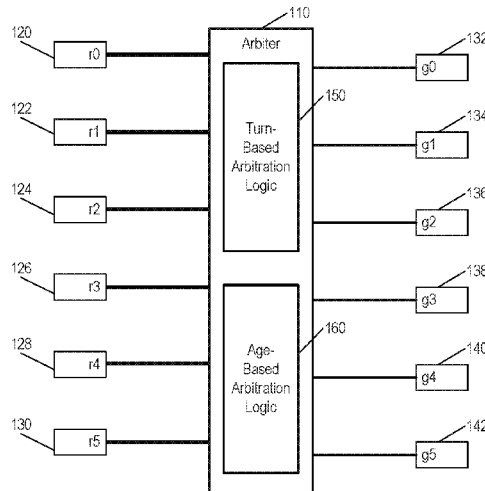 110
120
Arbiter
132
r0
g0
150
122
134
r1
Turn-
Based
Arbitration
Logic
g1
124
136
r2
g2
126
138
r3
g3
160
128
140
r4
Age-
Based
Arbitration
Logic
g4
130
142
r5
g5